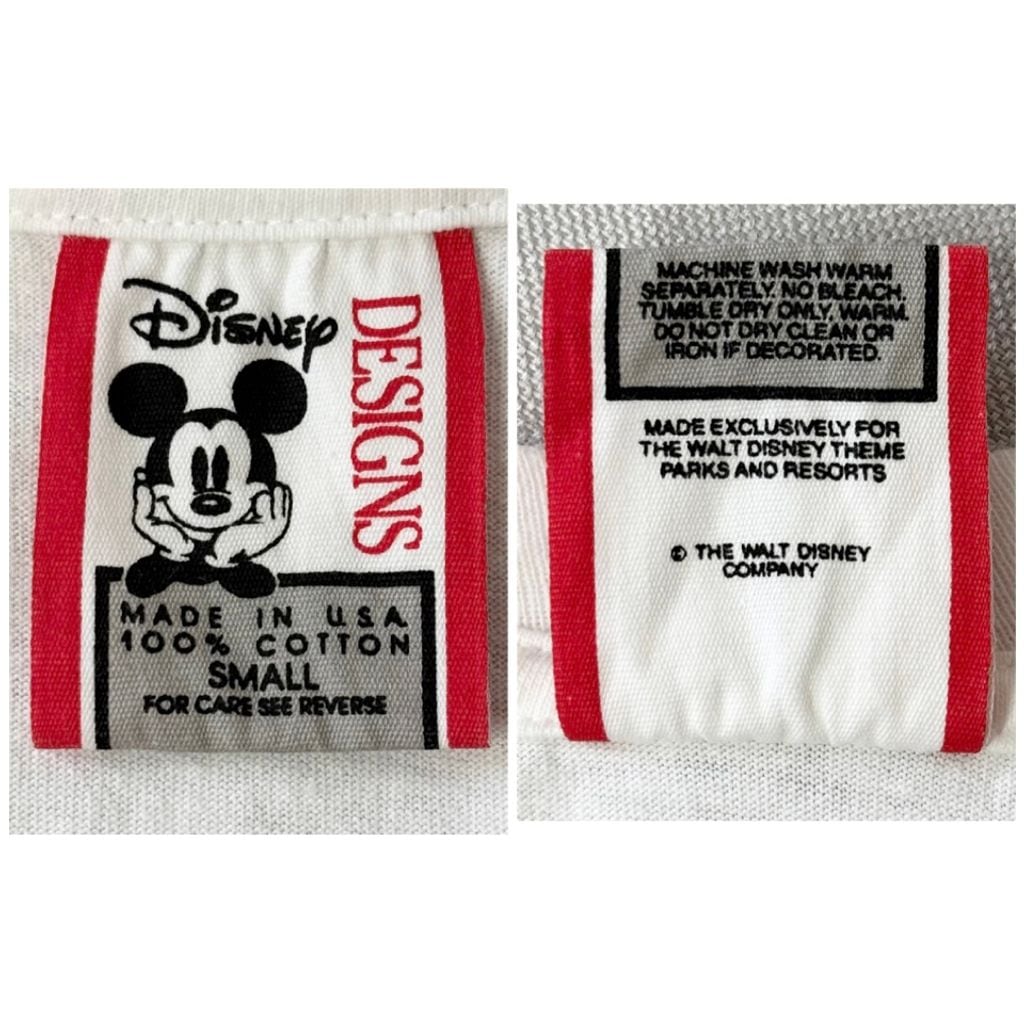 Disney
DESIGNS
MADE IN U.S.A.
100% COTTON
SMALL
FOR CARE SEE REVERSE
MACHINE WASH WARM
SEPARATELY. NO BLEACH.
TUMBLE DRY ONLY, WARM.
DO NOT DRY CLEAN OR
IRON IF DECORATED.
MADE EXCLUSIVELY FOR
THE WALT DISNEY THEME
PARKS AND RESORTS
© THE WALT DISNEY
COMPANY